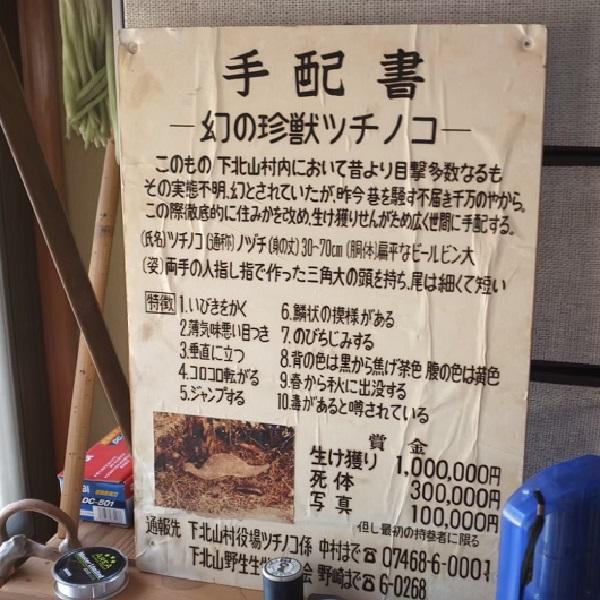 手配書
―幻の珍獣ツチノコ―
このもの 下北山村内において昔より目撃多数なるも
その実態不明、幻とされていたが、昨今 巷を騒す不届き千万のやから。
この際徹底的に住みかを改め、生け獲りせんがため広く世間に手配する。
(氏名)ツチノコ (通称)ノヅチ (身の丈)30~70cm (胴体)扁平なビールビン大
(姿) 両手の人指し指で作った三角大の頭を持ち、尾は細くて短い
特徴
1.いびきをかく
2.薄気味悪い目つき
3.垂直に立つ
4.コロコロ転がる
5.ジャンプする
6.鱗状の模様がある
7.のびちじみする
8.背の色は黒から焦げ茶色 腹の色は黄色
9.春から秋に出没する
10.毒があると噂されている
賞金
生け獲り 1,000,000円
死体 300,000円
写真 100,000円
但し最初の持参者に限る
通報先 下北山村役場ツチノコ係 中村まで☎07468-6-0001
下北山野生生 会 野崎まで☎ 6-0268
DC-801